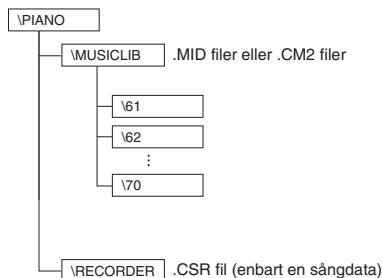 \PIANO
\MUSICLIB .MID filer eller .CM2 filer
\61
\62
⋮
\70
\RECORDER .CSR fil (enbart en sångdata)